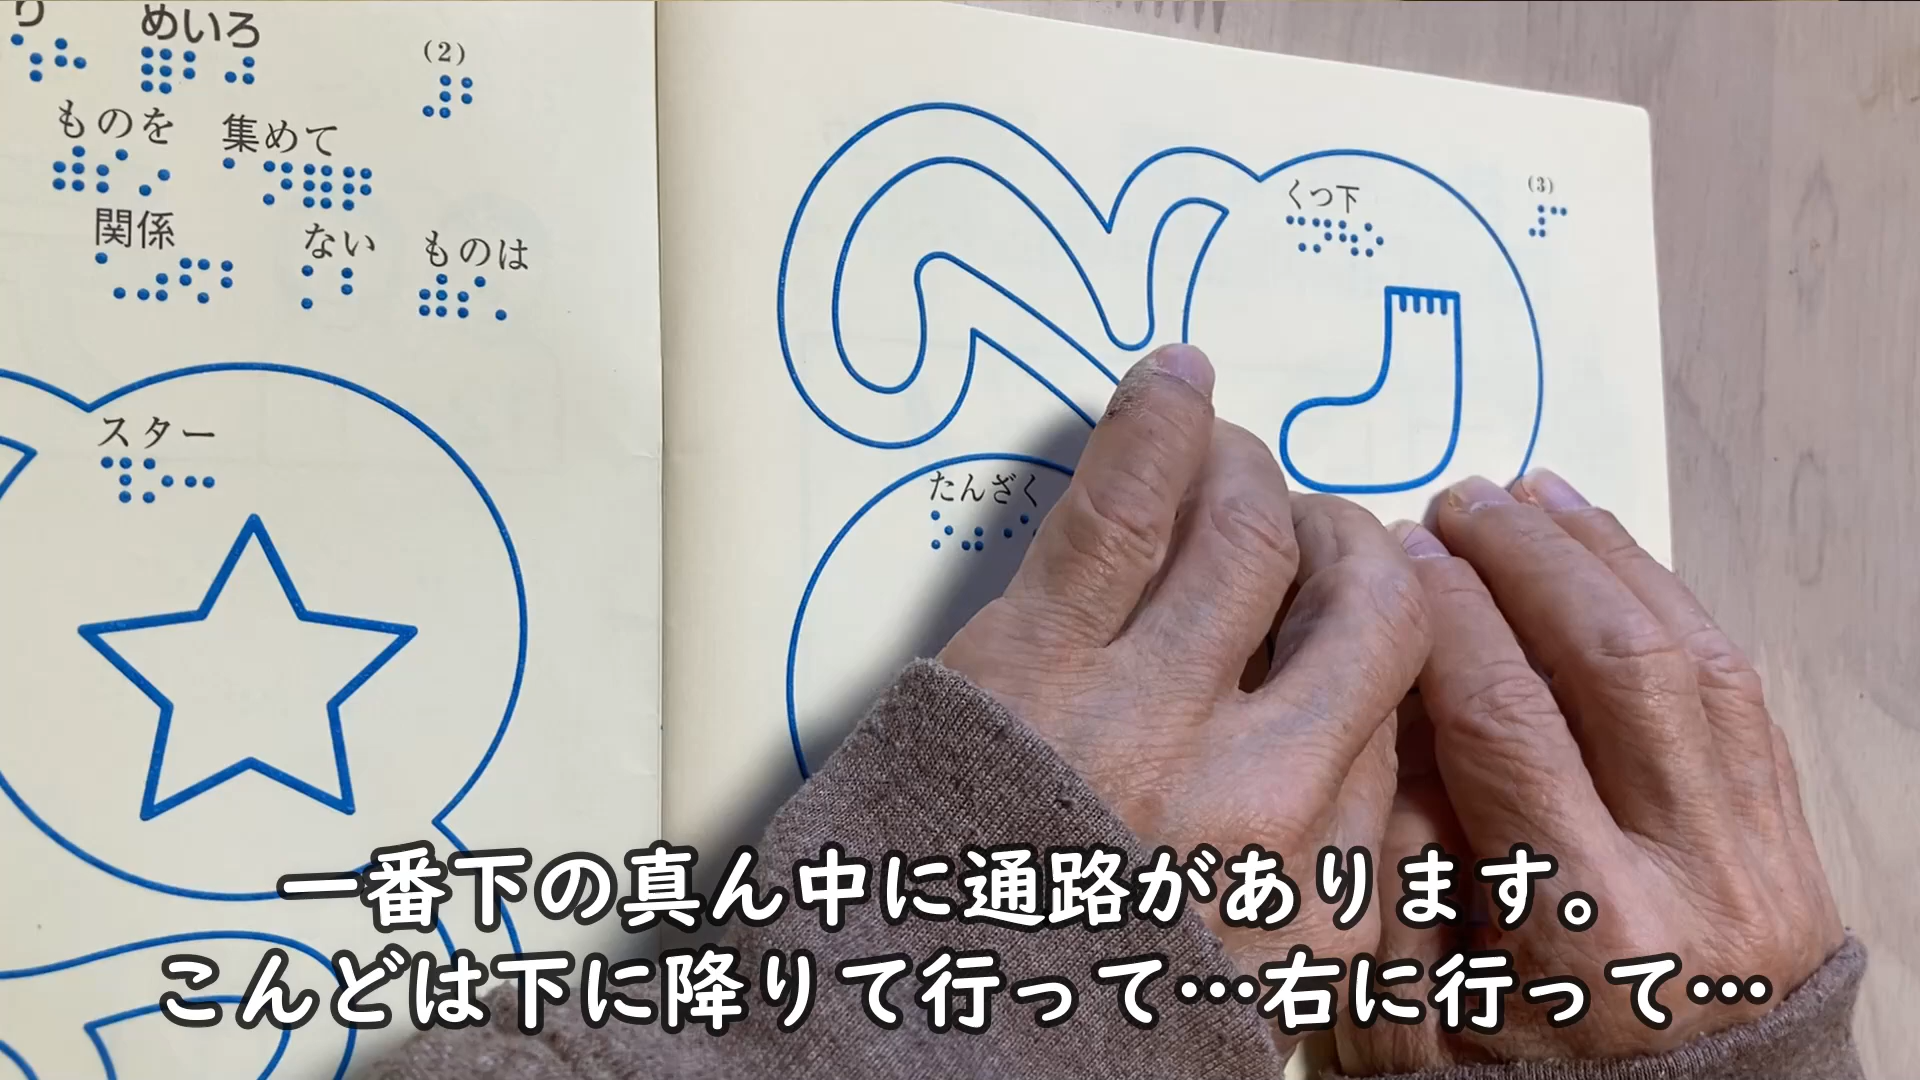 り めいろ
(2)
ものを 集めて
関係 ない ものは
スター
くつ下
(3)
たんざく
一番下の真ん中に通路があります。
こんどは下に降りて行って…右に行って…